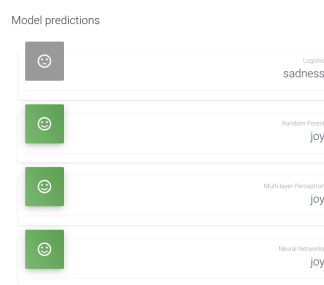 Model predictions
Logistic
sadness
Random Forest
joy
Multi-layer Perceptron
joy
Neural Networks
joy